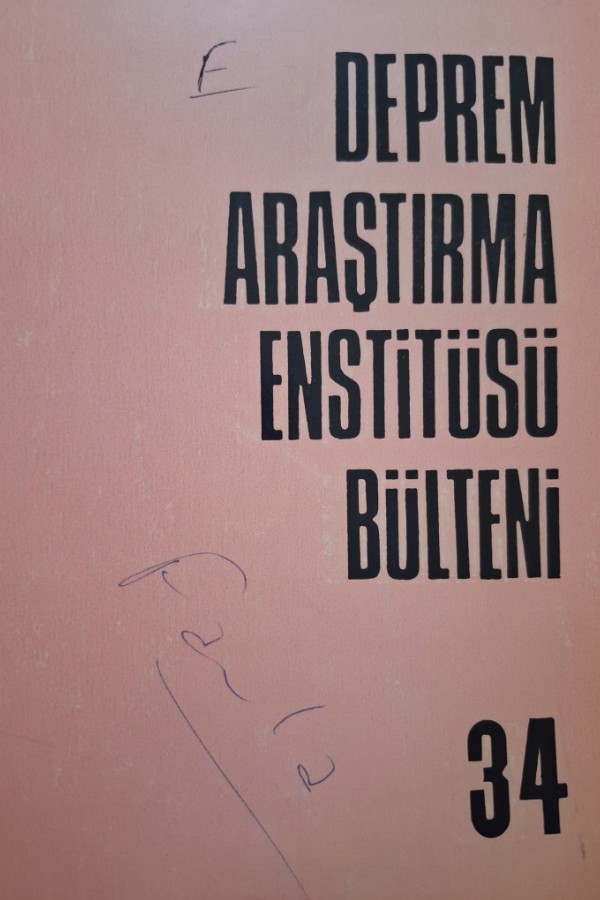 E
DEPREM
ARAŞTIRMA
ENSTİTÜSÜ
BÜLTENİ
34